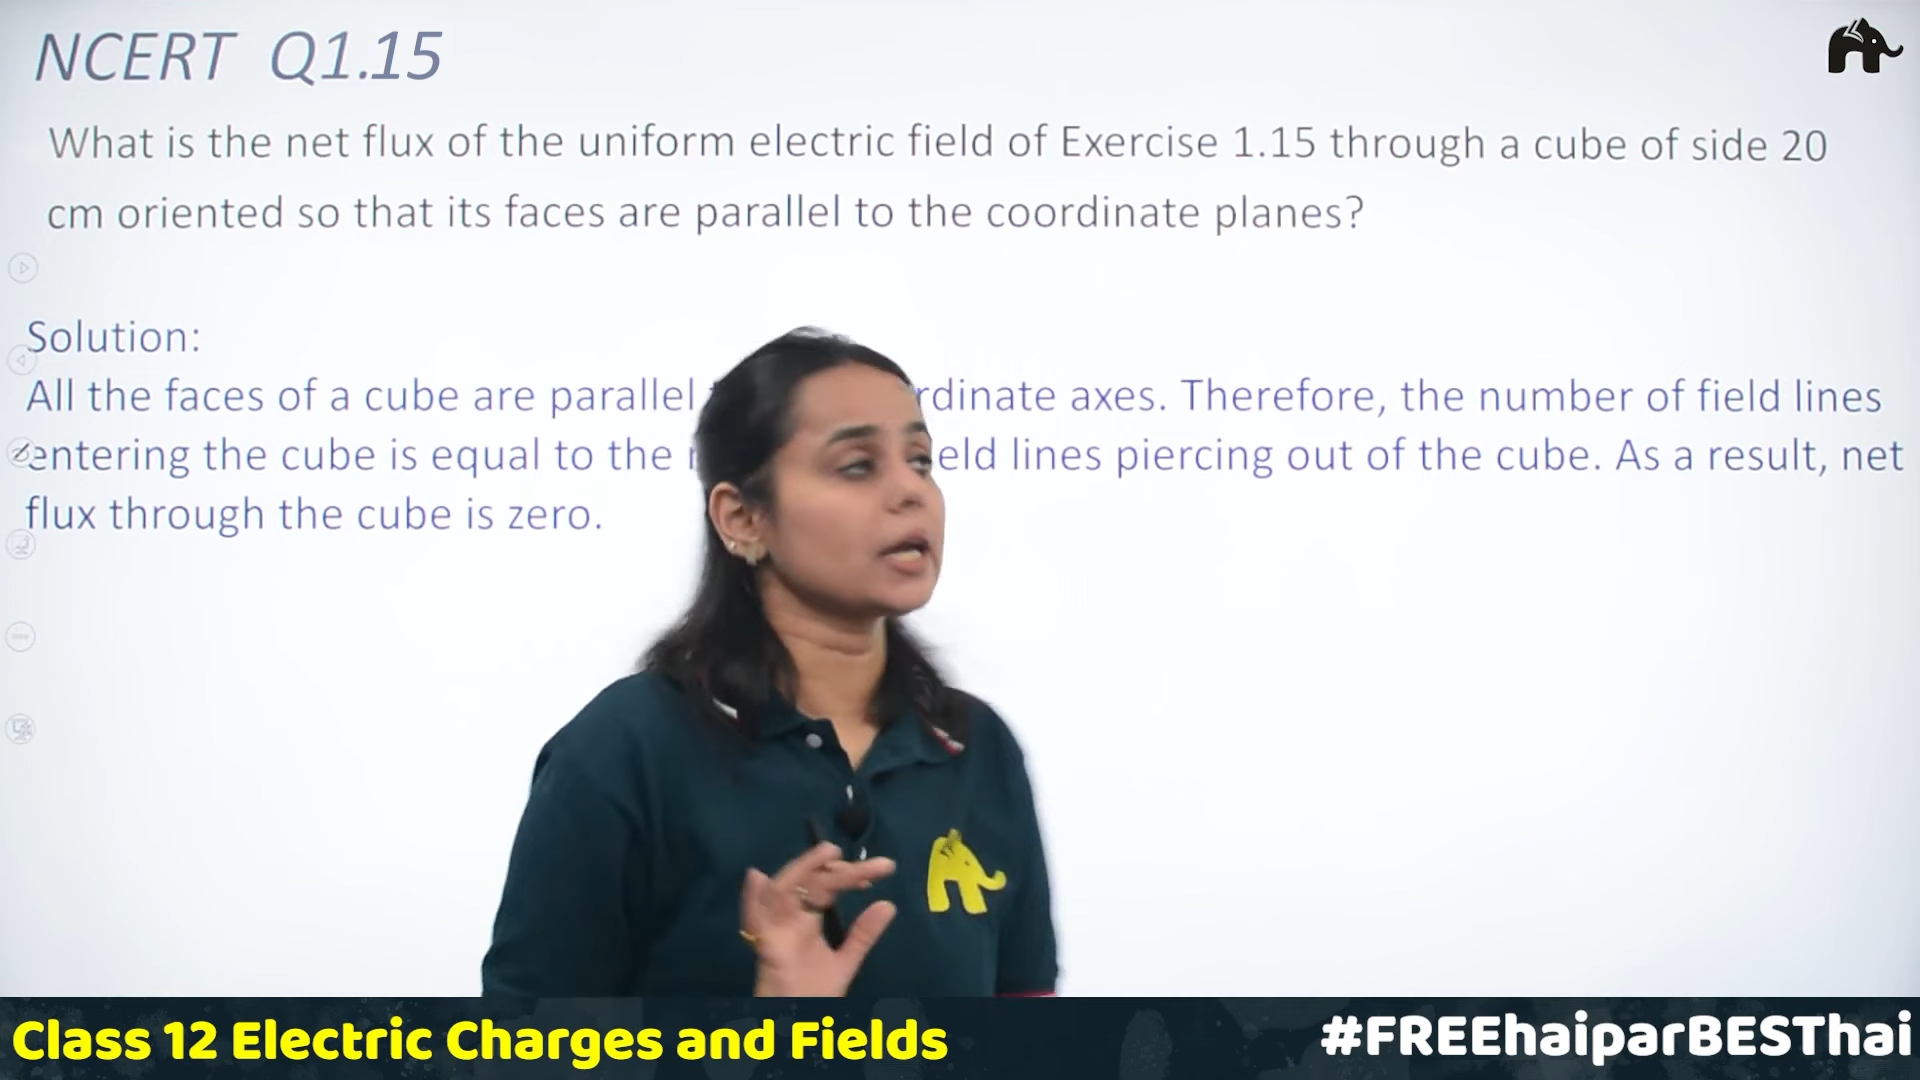 NCERT Q1.15
What is the net flux of the uniform electric field of Exercise 1.15 through a cube of side 20
cm oriented so that its faces are parallel to the coordinate planes?
Solution:
All the faces of a cube are parallel rdinate axes. Therefore, the number of field lines
entering the cube is equal to the eld lines piercing out of the cube. As a result, net
flux through the cube is zero.
Class 12 Electric Charges and Fields
#FREEhaiparBESThai